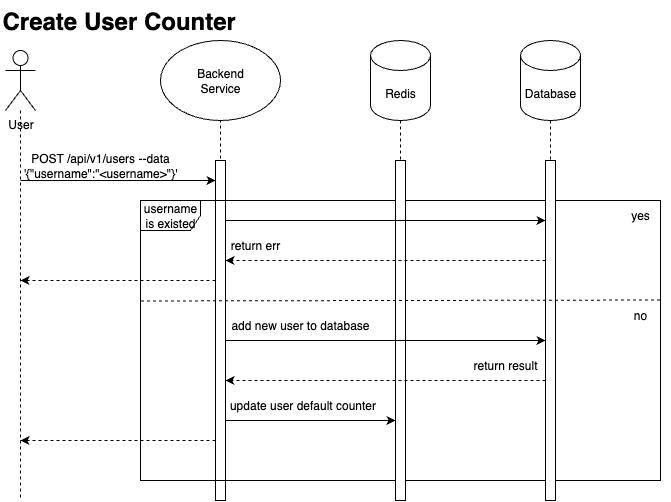 Create User Counter
Backend
Service
Redis
Database
User
POST /api/v1/users --data
'{"username":"<username>"}'
username
is existed
yes
return err
no
add new user to database
return result
update user default counter